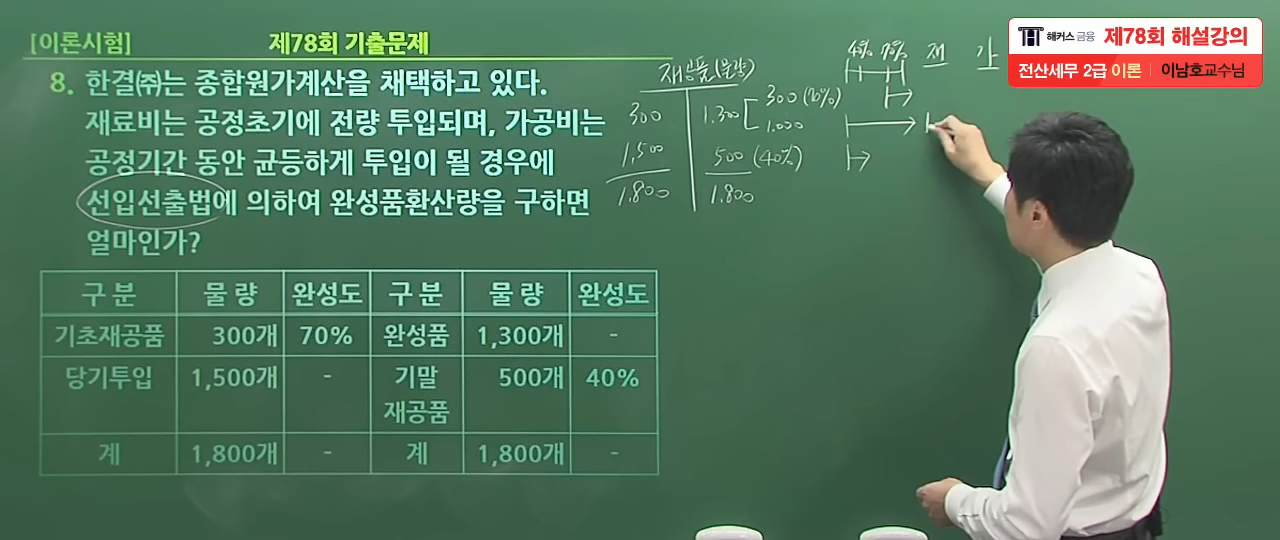 [이론시험] 제78회 기출문제
8. 한결㈜는 종합원가계산을 채택하고 있다.
재료비는 공정초기에 전량 투입되며, 가공비는
공정기간 동안 균등하게 투입이 될 경우에
선입선출법에 의하여 완성품환산량을 구하면
얼마인가?
구 분 물 량 완성도 구 분 물 량 완성도
기초재공품 300개 70% 완성품 1,300개 -
당기투입 1,500개 - 기말 재공품 500개 40%
계 1,800개 - 계 1,800개 -
재공품(물량)
300 1,300 300 (70%)
1,000
1,500 500 (40%)
1,800 1,800
40% 70% 재 가
해커스 금융 제78회 해설강의
전산세무 2급 이론 | 이남호교수님